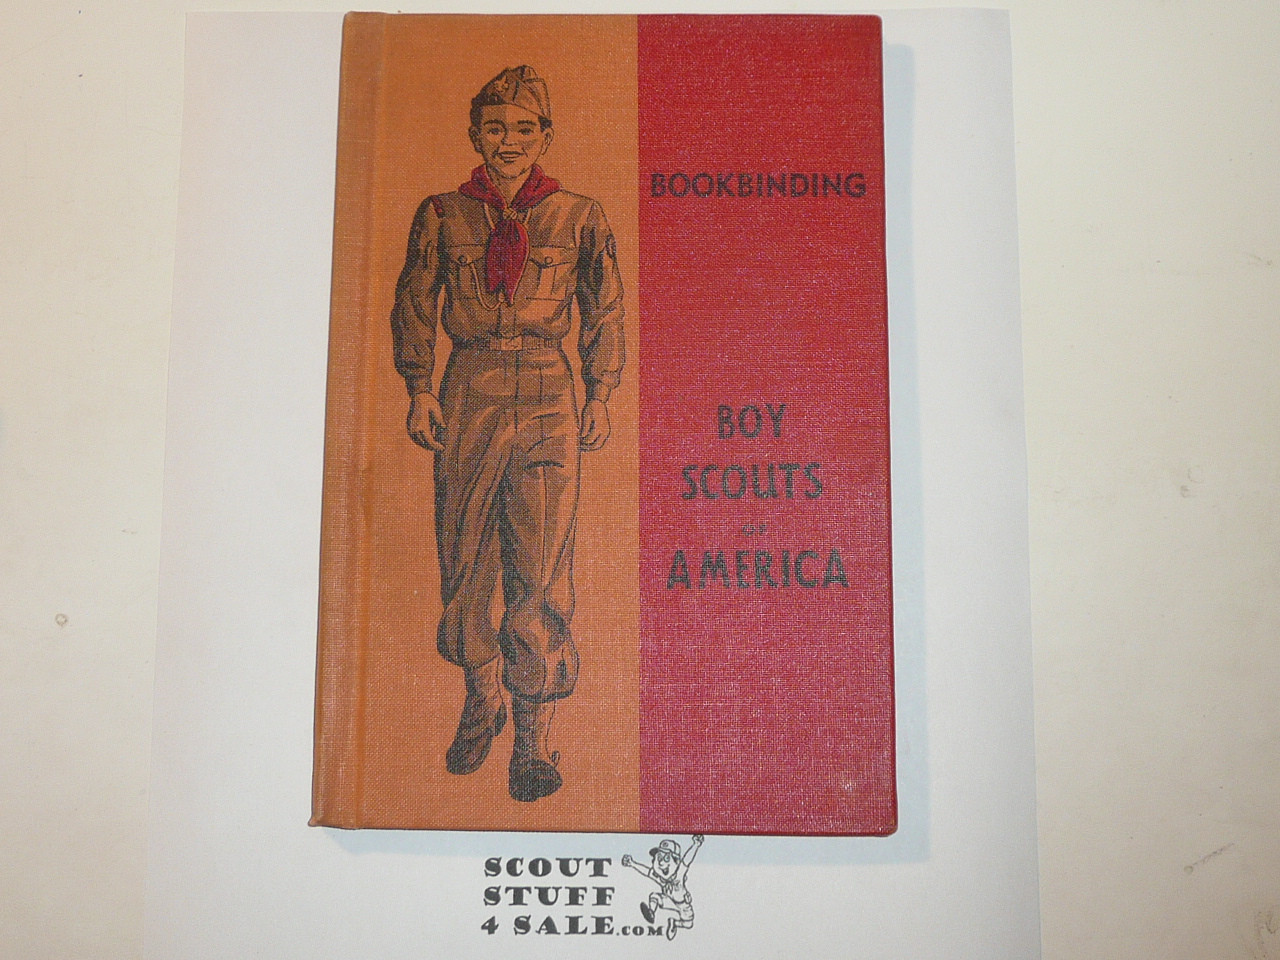 BOOKBINDING
BOY
SCOUTS
OF
AMERICA
SCOUT
STUFF
4 SALE.COM